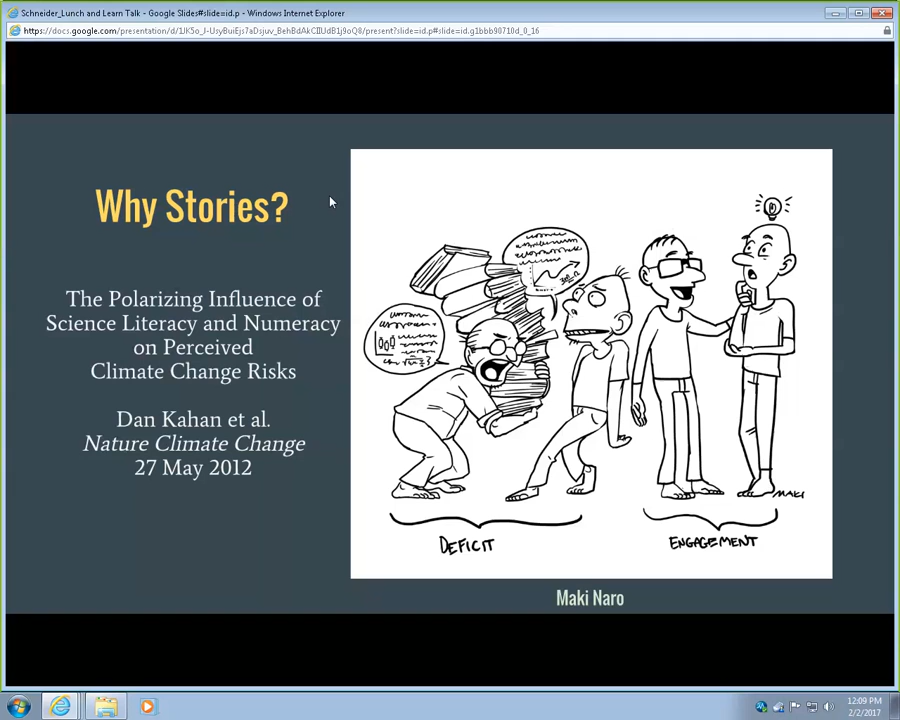 Schneider_Lunch and Learn Talk - Google Slides#slide=id.p - Windows Internet Explorer
Why Stories?
The Polarizing Influence of
Science Literacy and Numeracy
on Perceived
Climate Change Risks
Dan Kahan et al.
Nature Climate Change
27 May 2012
MAKI
DEFICIT
ENGAGEMENT
Maki Naro
12:09 PM
2/2/2017